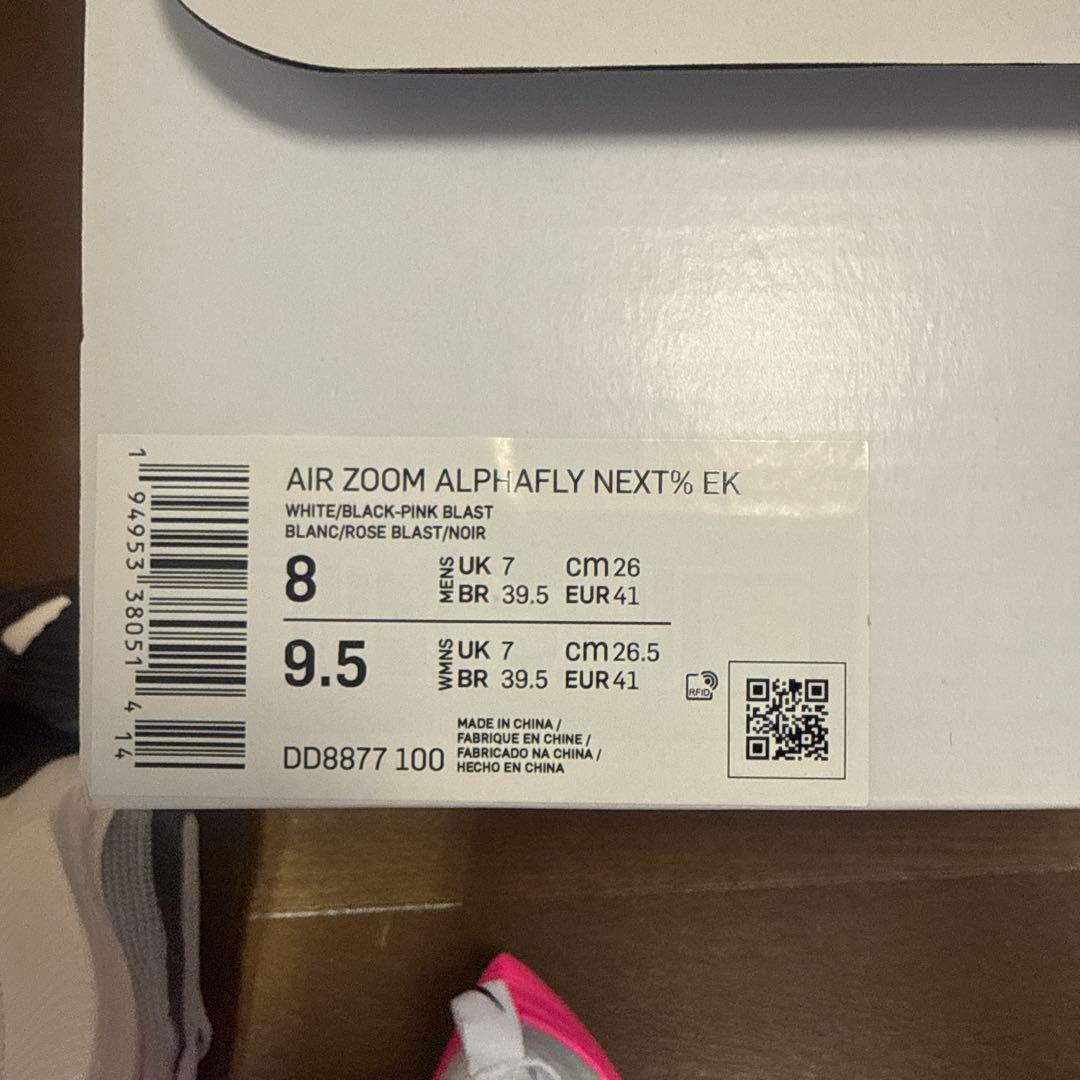 AIR ZOOM ALPHAFLY NEXT% EK
WHITE/BLACK-PINK BLAST
BLANC/ROSE BLAST/NOIR
8 MENS UK 7 cm 26
BR 39.5 EUR 41
9.5 WMNS UK 7 cm 26.5
BR 39.5 EUR 41
RFID
MADE IN CHINA /
FABRIQUE EN CHINE /
FABRICADO NA CHINA /
HECHO EN CHINA
DD8877 100
1 94953 38051 4 14